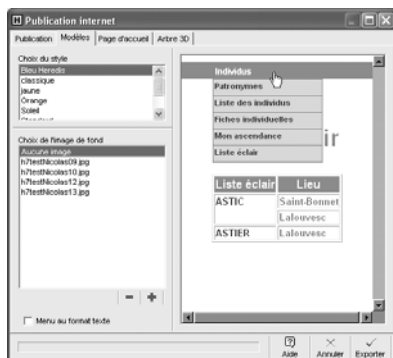 Publication internet
Publication Modèles Page d'accueil Arbre 3D
Choix du style
Bleu Heredis
classique
jaune
Orange
Soleil
Choix de l'image de fond
Aucune image
h7testNicolas09.jpg
h7testNicolas10.jpg
h7testNicolas12.jpg
h7testNicolas13.jpg
Menu au format texte
Individus
Patronymes
Liste des individus
Fiches individuelles
Mon ascendance
Liste éclair
ir
Liste éclair Lieu
ASTIC Saint-Bonnet
Lalouvesc
ASTIER Lalouvesc
Aide Annuler Exporter